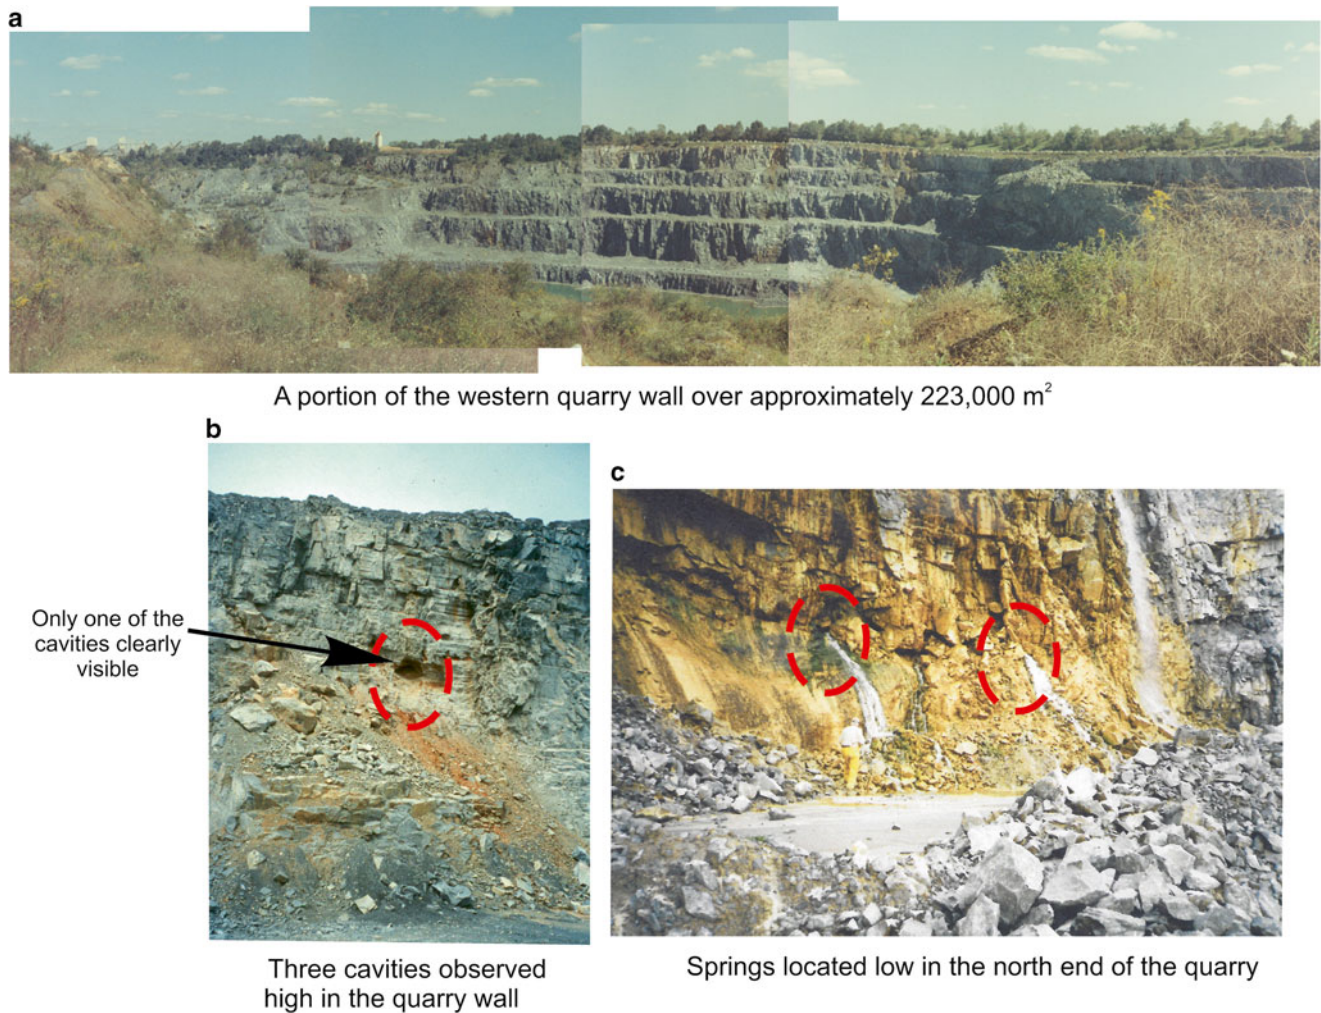 a
A portion of the western quarry wall over approximately 223,000 m²
b
Only one of the
cavities clearly
visible
Three cavities observed
high in the quarry wall
c
Springs located low in the north end of the quarry